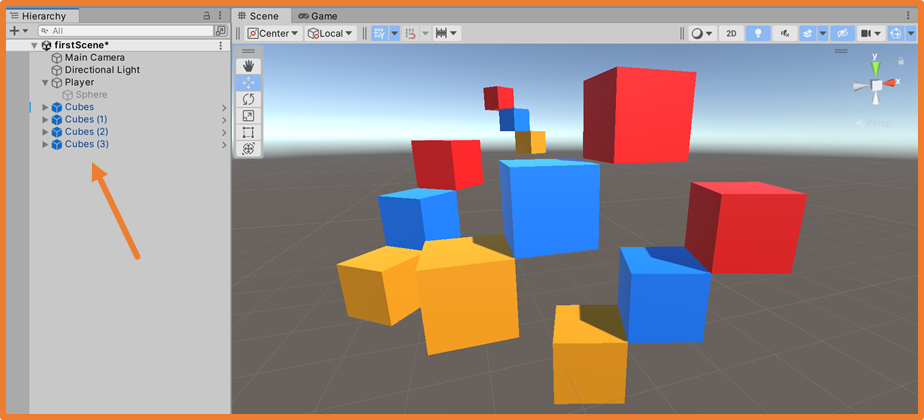 Hierarchy
Scene
Game
All
Center
Local
2D
firstScene*
Main Camera
Directional Light
Player
Sphere
Cubes
Cubes (1)
Cubes (2)
Cubes (3)
y
x
z
Persp